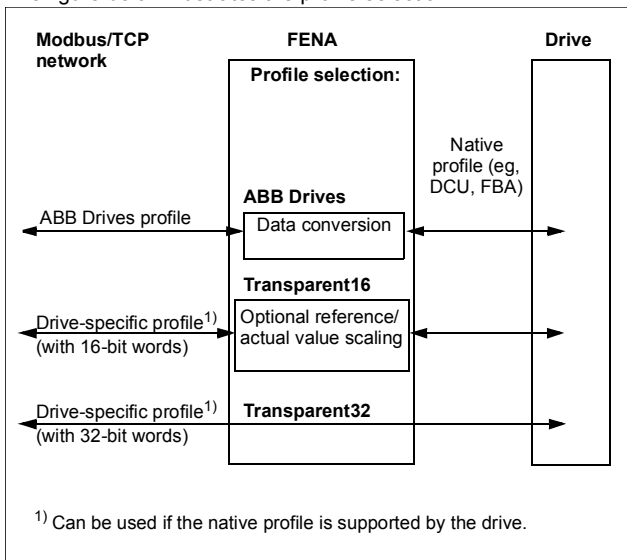 Modbus/TCP
network
FENA
Drive
Profile selection:
Native
profile (eg,
DCU, FBA)
ABB Drives
ABB Drives profile
Data conversion
Transparent16
Drive-specific profile1)
(with 16-bit words)
Optional reference/
actual value scaling
Drive-specific profile1)
(with 32-bit words)
Transparent32
1) Can be used if the native profile is supported by the drive.